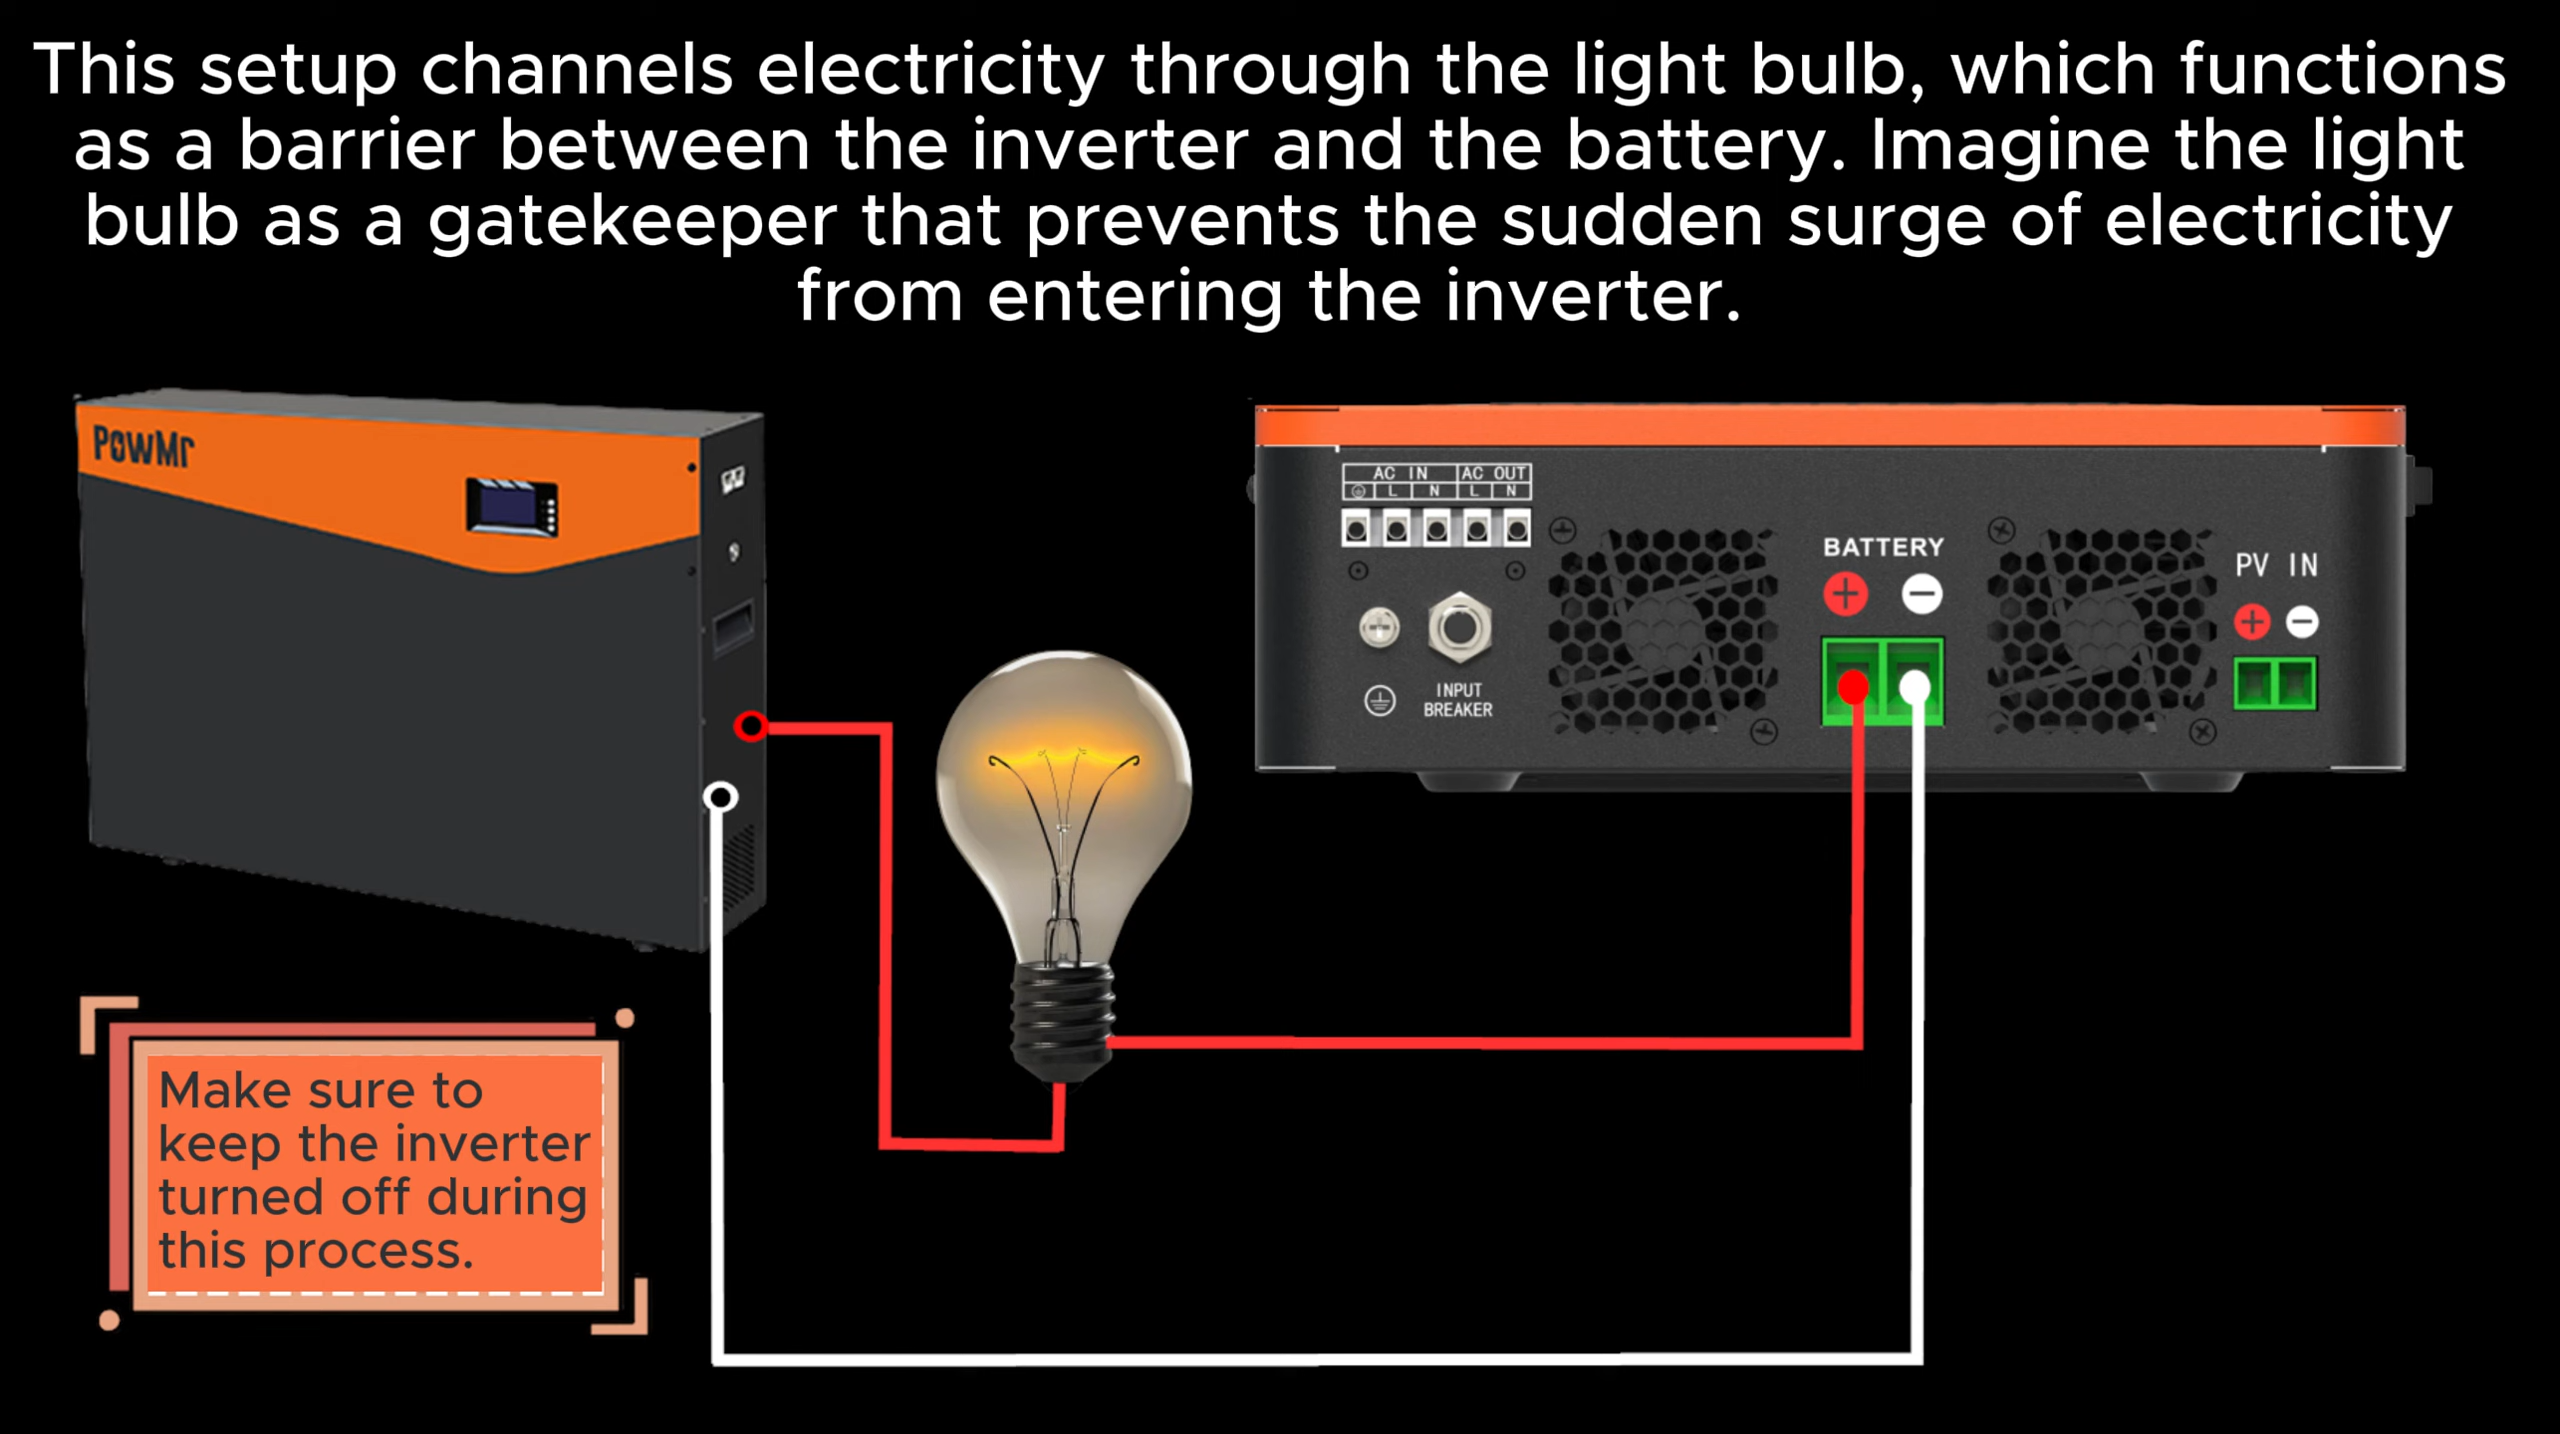 This setup channels electricity through the light bulb, which functions
as a barrier between the inverter and the battery. Imagine the light
bulb as a gatekeeper that prevents the sudden surge of electricity
from entering the inverter.
PowMr
AC IN AC OUT
L N L N
BATTERY
+ −
PV IN
+ −
INPUT
BREAKER
Make sure to
keep the inverter
turned off during
this process.